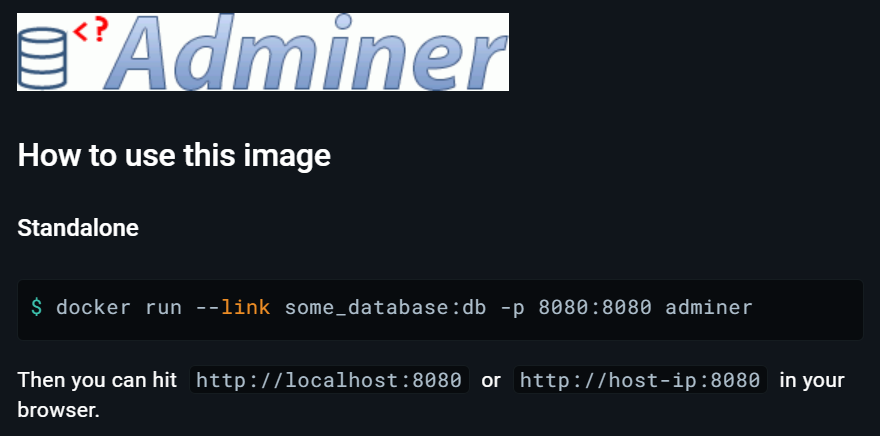 <? Adminer
How to use this image
Standalone
$ docker run --link some_database:db -p 8080:8080 adminer
Then you can hit http://localhost:8080 or http://host-ip:8080 in your
browser.